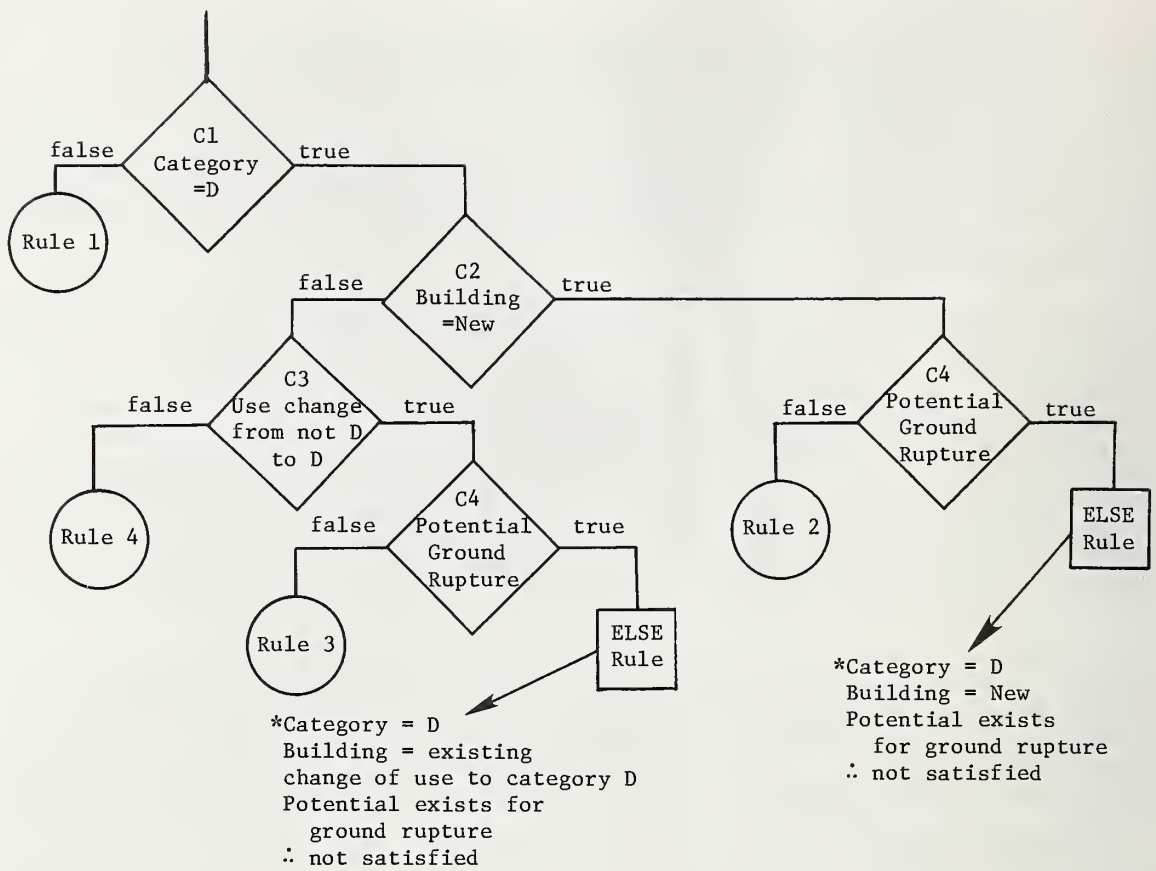 C1
Category
=D
false
true
Rule 1
C2
Building
=New
false
true
C3
Use change
from not D
to D
false
true
C4
Potential
Ground
Rupture
false
true
Rule 4
C4
Potential
Ground
Rupture
false
true
Rule 2
ELSE
Rule
Rule 3
ELSE
Rule
*Category = D
Building = existing
change of use to category D
Potential exists for
ground rupture
∴ not satisfied
*Category = D
Building = New
Potential exists
for ground rupture
∴ not satisfied